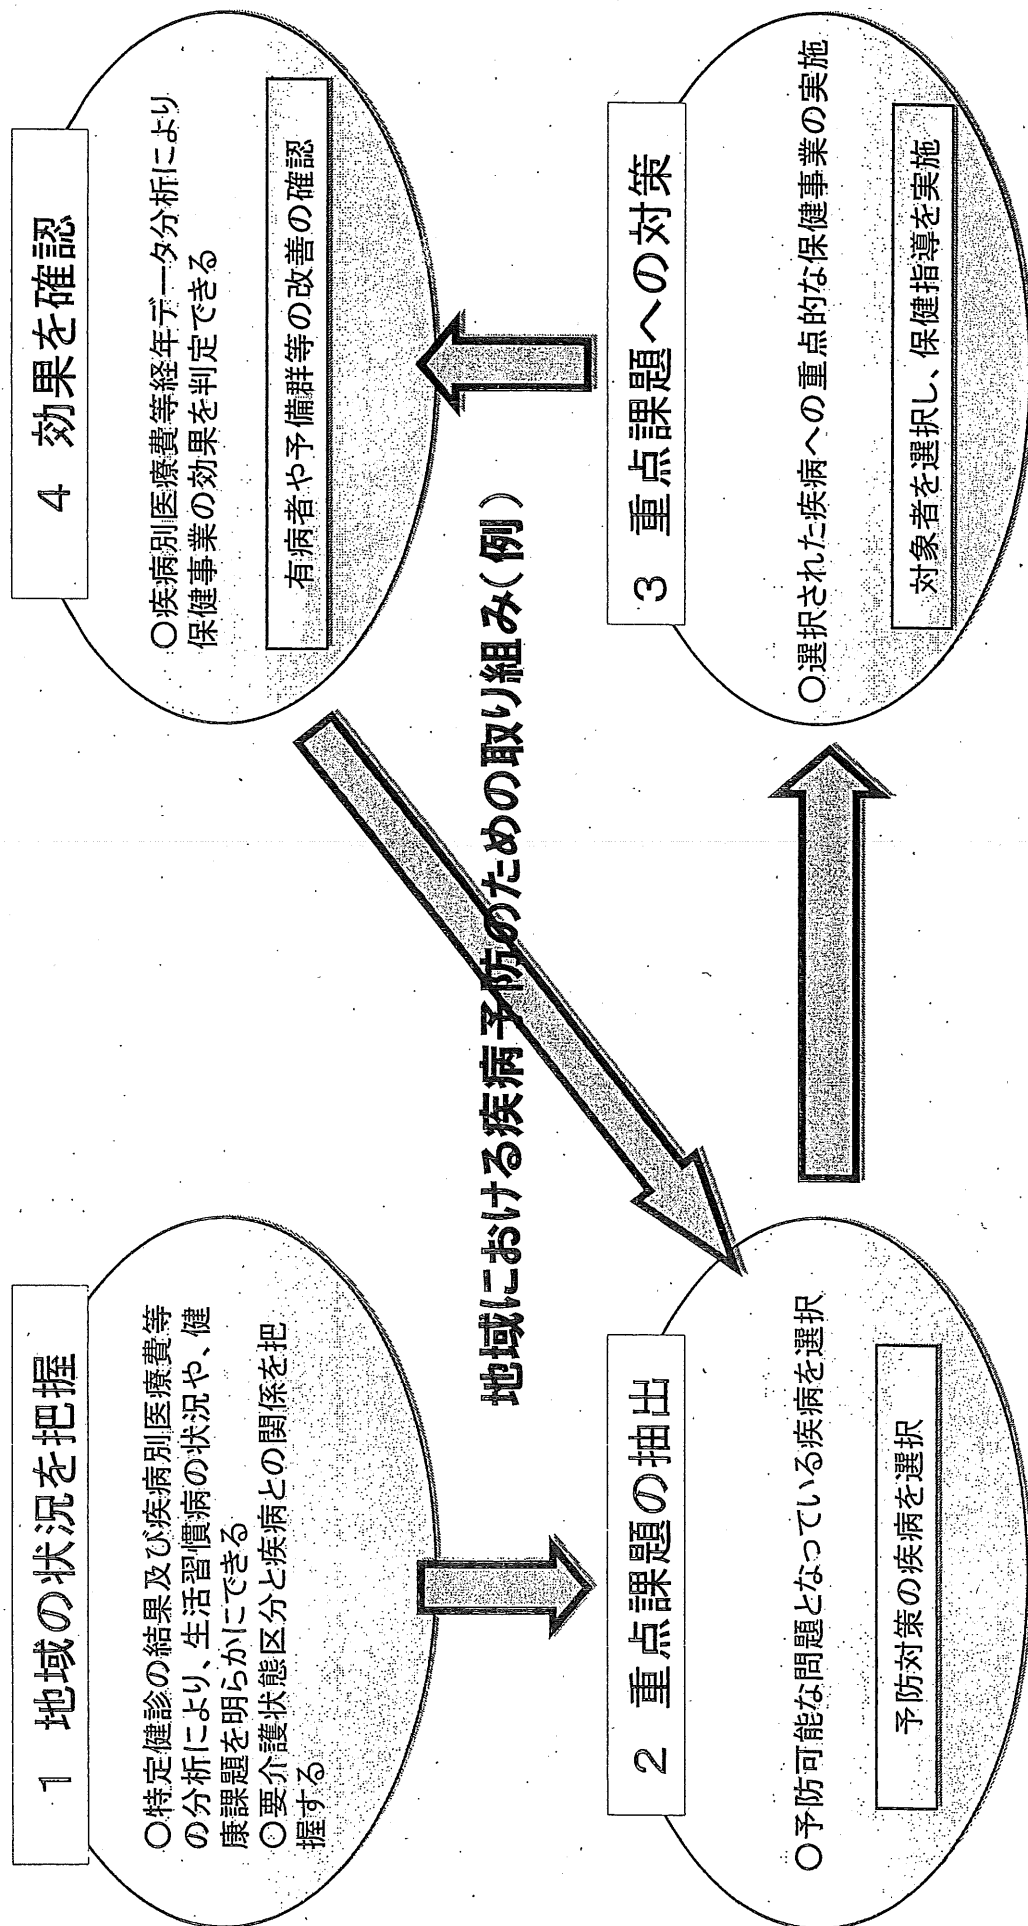 地域における疾病予防のための取り組み(例)
1 地域の状況を把握
○特定健診の結果及び疾病別医療費等
の分析により、生活習慣病の状況や、健
康課題を明らかにできる
○要介護状態区分と疾病との関係を把
握する
2 重点課題の抽出
○予防可能な問題となっている疾病を選択
予防対策の疾病を選択
3 重点課題への対策
○選択された疾病への重点的な保健事業の実施
対象者を選択し、保健指導を実施
4 効果を確認
○疾病別医療費等経年データ分析により
保健事業の効果を判定できる
有病者や予備群等の改善の確認